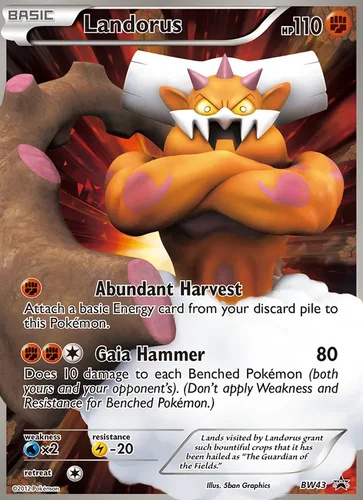 BASIC
Landorus
HP110
Abundant Harvest
Attach a basic Energy card from your discard pile to
this Pokémon.
Gaia Hammer 80
Does 10 damage to each Benched Pokémon (both
yours and your opponent's). (Don't apply Weakness and
Resistance for Benched Pokémon.)
weakness
×2
resistance
-20
retreat
Lands visited by Landorus grant
such bountiful crops that it has
been hailed as "The Guardian of
the Fields."
©2012 Pokémon
Illus. 5ban Graphics
BW43
PROMO